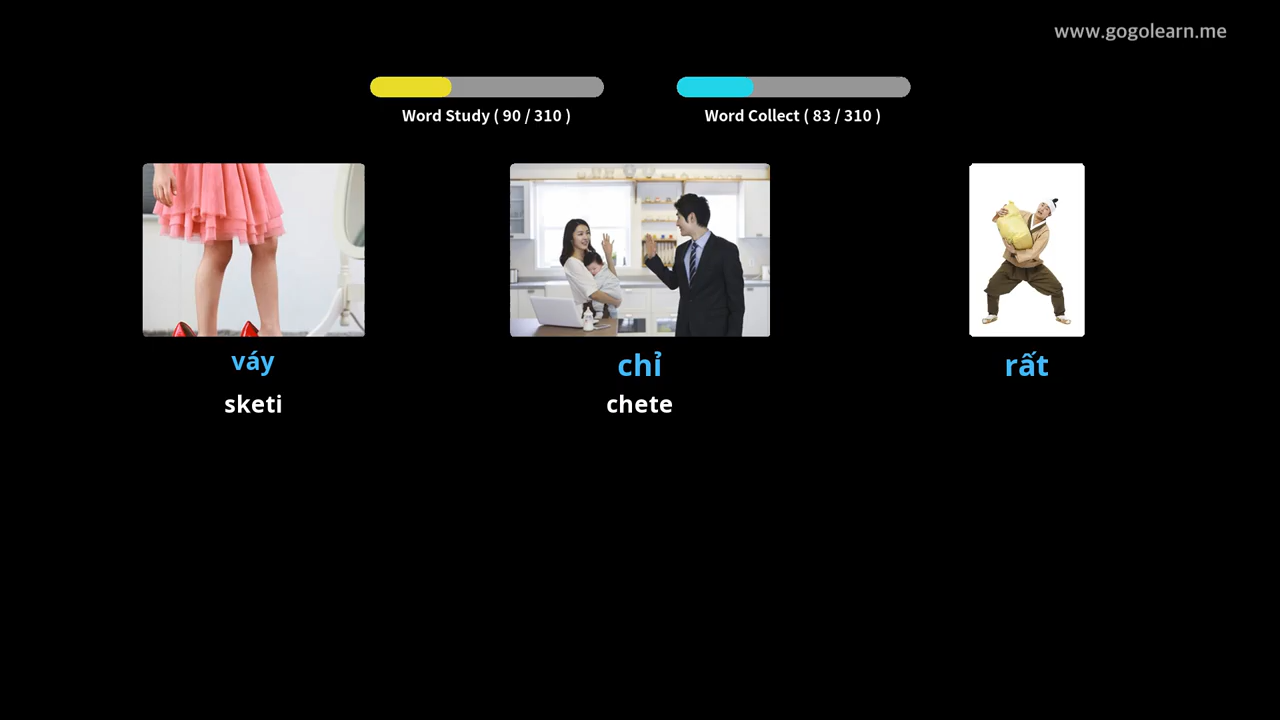 www.gogolearn.me
Word Study ( 90 / 310 )
Word Collect ( 83 / 310 )
váy
chỉ
rất
sketi
chete